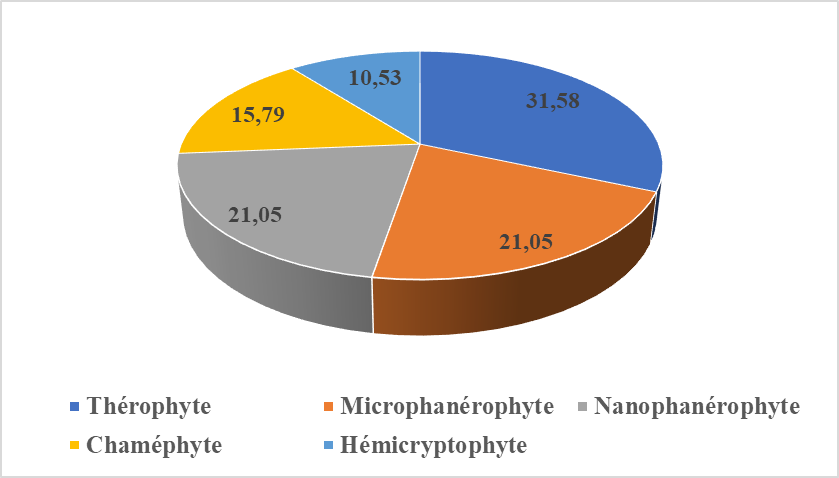 10,53
31,58
15,79
21,05
21,05
Thérophyte
Microphanérophyte
Nanophanérophyte
Chaméphyte
Hémicryptophyte